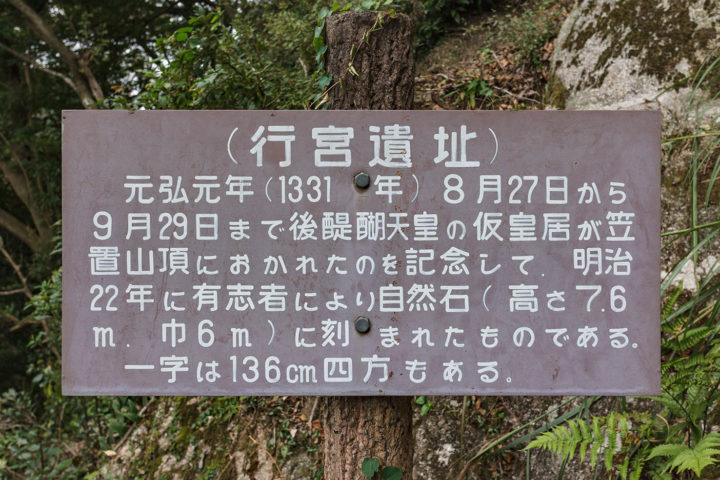 (行宮遺址)
元弘元年(1331年)8月27日から
9月29日まで後醍醐天皇の仮皇居が笠
置山頂におかれたのを記念して. 明治
22年に有志者により自然石(高さ7.6
m. 巾6m)に刻まれたものである.
一字は136cm四方もある。